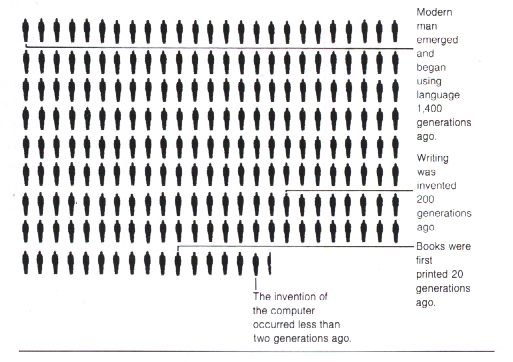 Modern
man
emerged
and
began
using
language
1,400
generations
ago.
Writing
was
invented
200
generations
ago
Books were
first
printed 20
generations
ago.
The invention of
the computer
occurred less than
two generations ago.